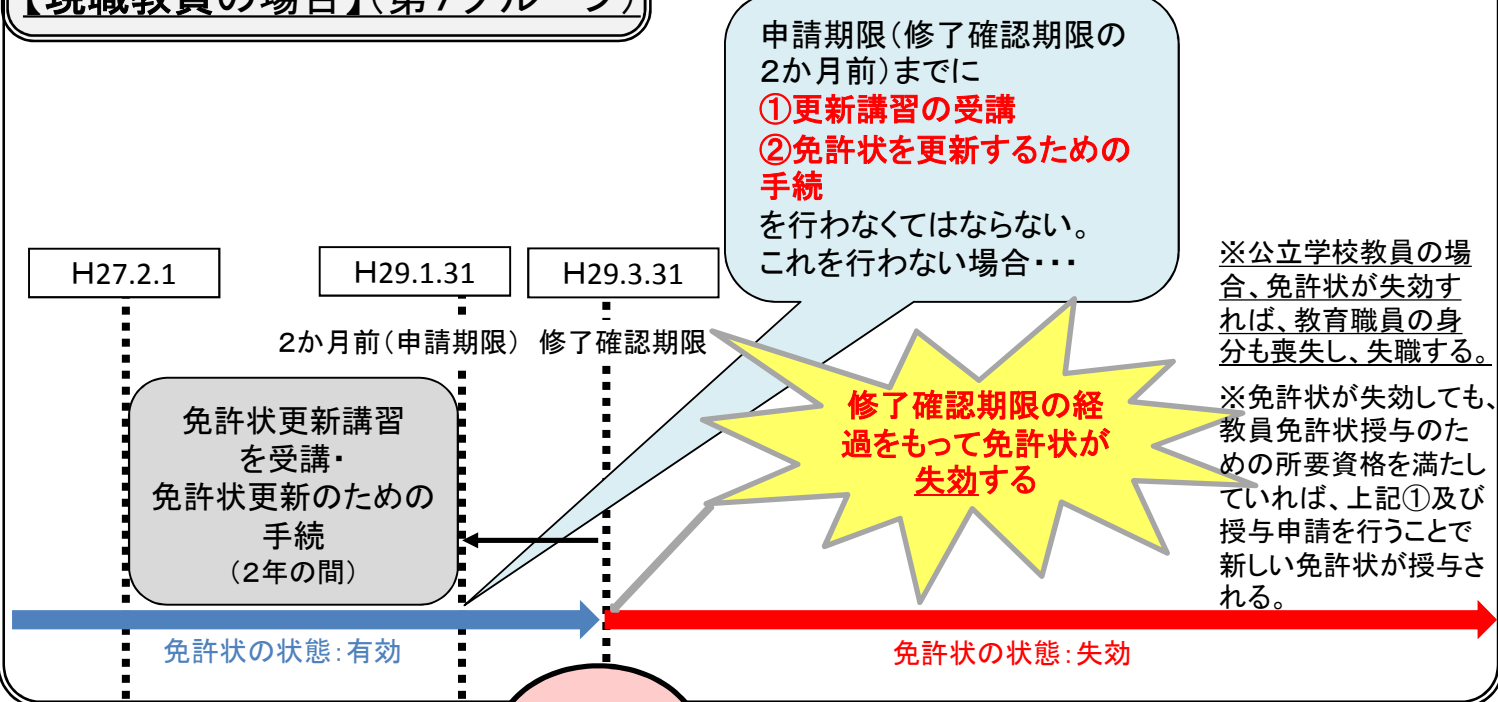 【現職教員の場合】(第7グループ)
申請期限(修了確認期限の
2か月前)までに
①更新講習の受講
②免許状を更新するための
手続
を行わなくてはならない。
これを行わない場合・・・
H27.2.1
H29.1.31
H29.3.31
2か月前(申請期限)
修了確認期限
免許状更新講習
を受講・
免許状更新のための
手続
(2年の間)
修了確認期限の経
過をもって免許状が
失効する
※公立学校教員の場
合、免許状が失効す
れば、教育職員の身
分も喪失し、失職する。
※免許状が失効しても、
教員免許状授与のた
めの所要資格を満たし
ていれば、上記①及び
授与申請を行うことで
新しい免許状が授与さ
れる。
免許状の状態:有効
免許状の状態:失効